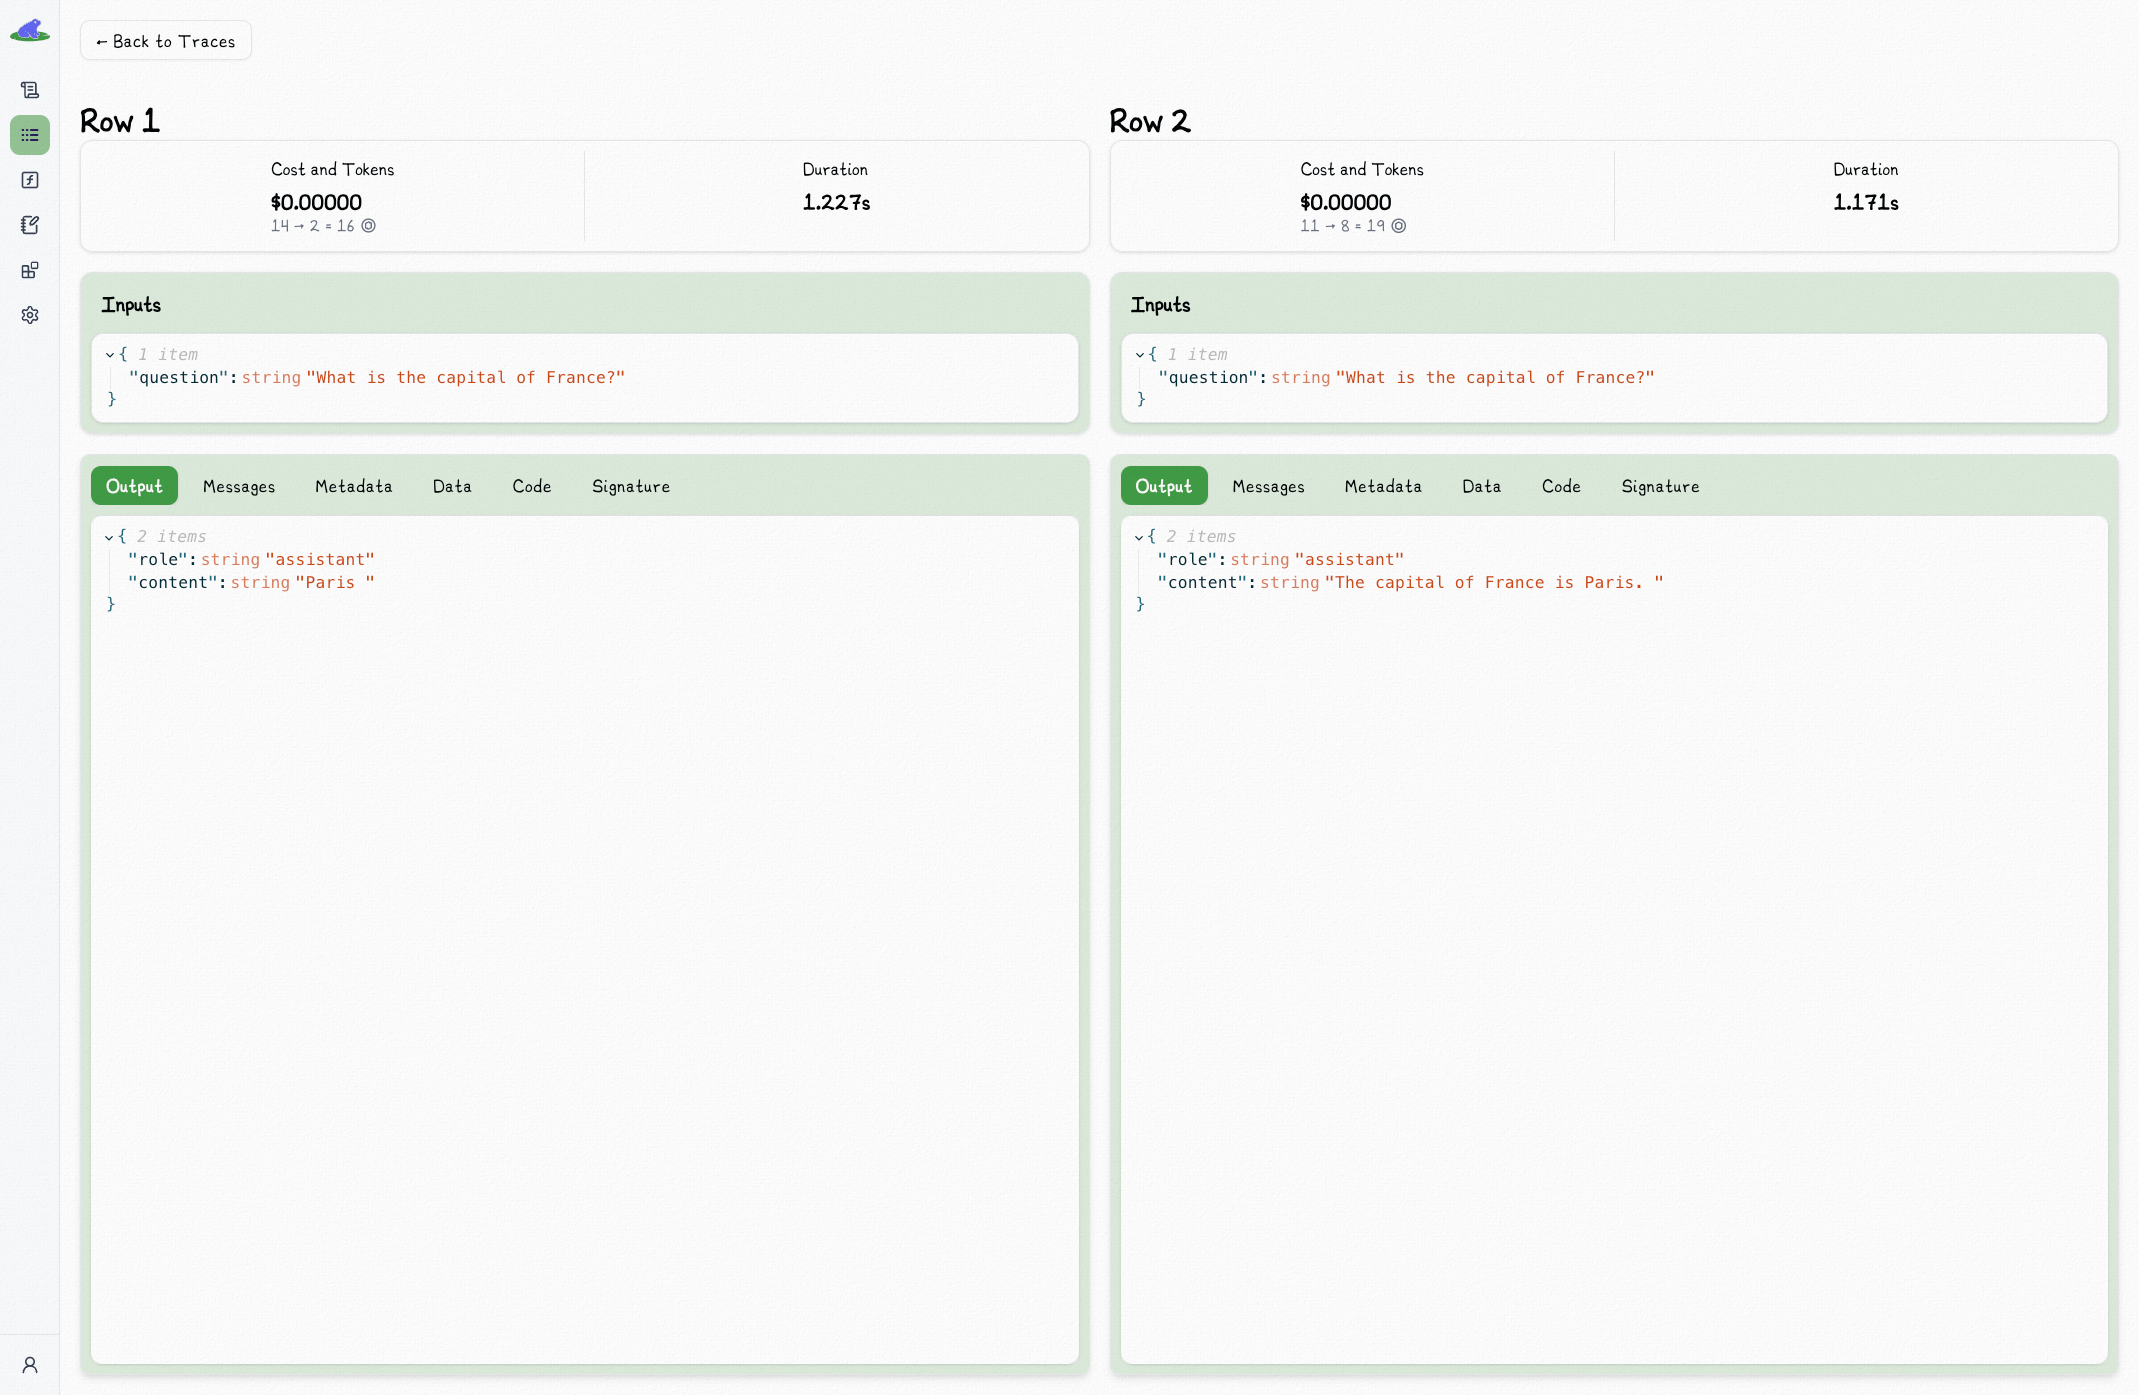 ← Back to Traces
Row 1
Cost and Tokens
$0.00000
14 → 2 = 16
Duration
1.227s
Inputs
{ 1 item
"question": string "What is the capital of France?"
}
Output Messages Metadata Data Code Signature
{ 2 items
"role": string "assistant"
"content": string "Paris "
}
Row 2
Cost and Tokens
$0.00000
11 → 8 = 19
Duration
1.171s
Inputs
{ 1 item
"question": string "What is the capital of France?"
}
Output Messages Metadata Data Code Signature
{ 2 items
"role": string "assistant"
"content": string "The capital of France is Paris. "
}